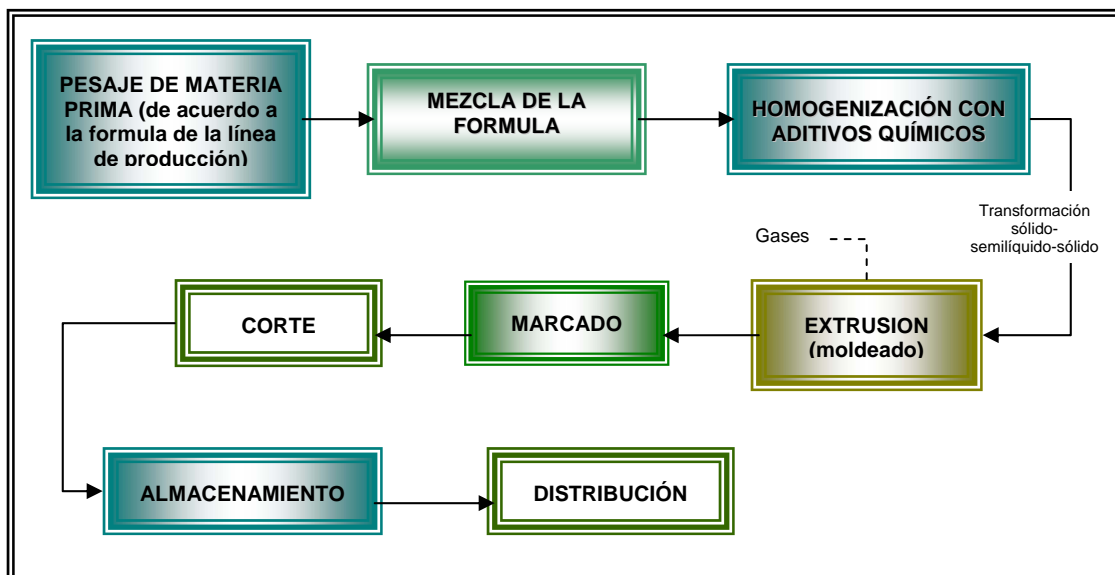 PESAJE DE MATERIA
PRIMA (de acuerdo a
la formula de la línea
de producción)
MEZCLA DE LA
FORMULA
HOMOGENIZACIÓN CON
ADITIVOS QUÍMICOS
Transformación
sólido-
semilíquido-sólido
Gases
EXTRUSION
(moldeado)
MARCADO
CORTE
ALMACENAMIENTO
DISTRIBUCIÓN